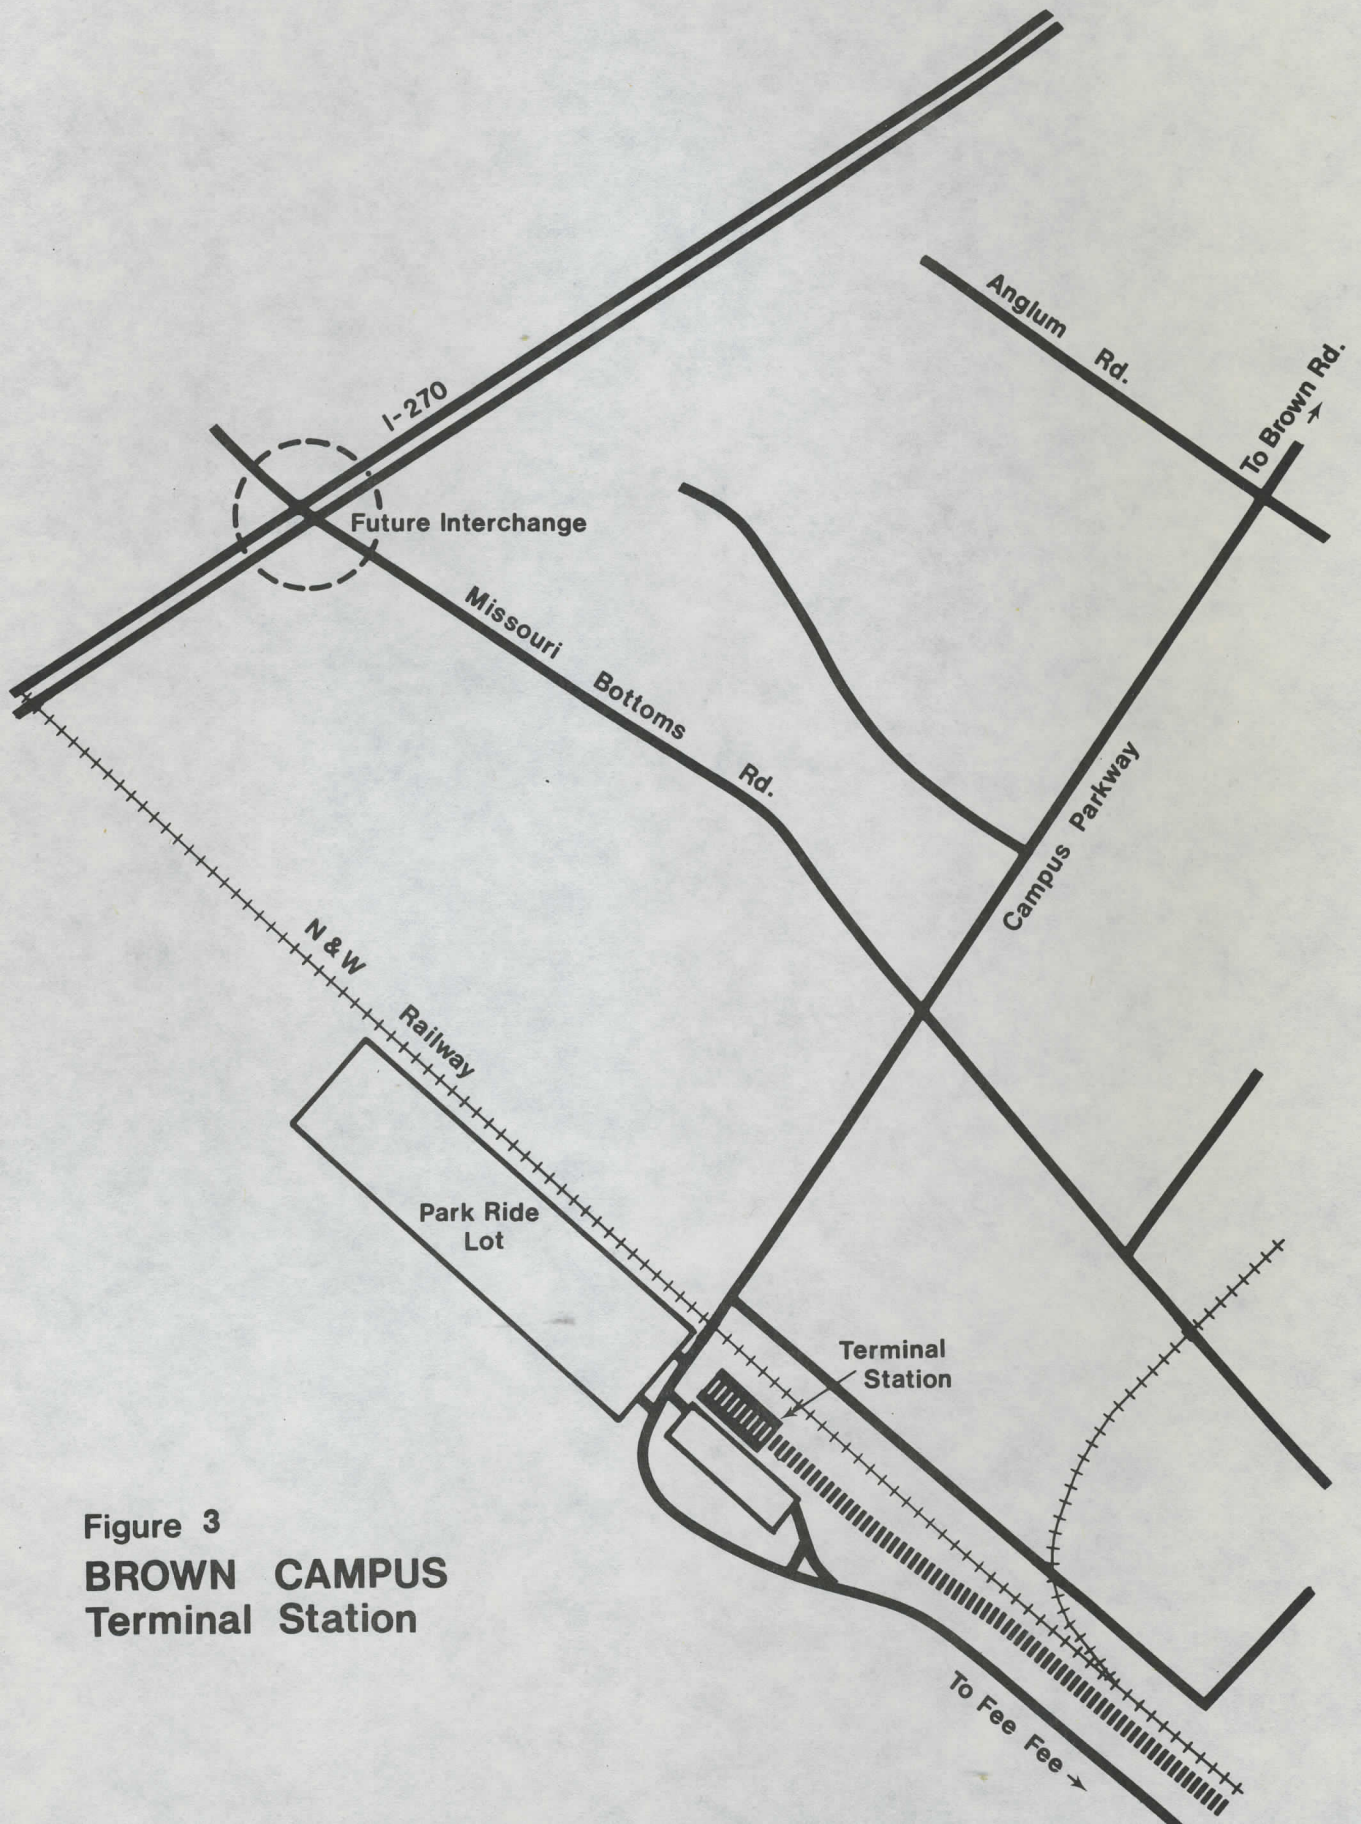 Anglum Rd.
To Brown Rd. →
I-270
Future Interchange
Missouri Bottoms Rd.
Campus Parkway
N & W Railway
Park Ride
Lot
Terminal
Station
Figure 3
BROWN CAMPUS
Terminal Station
To Fee Fee →